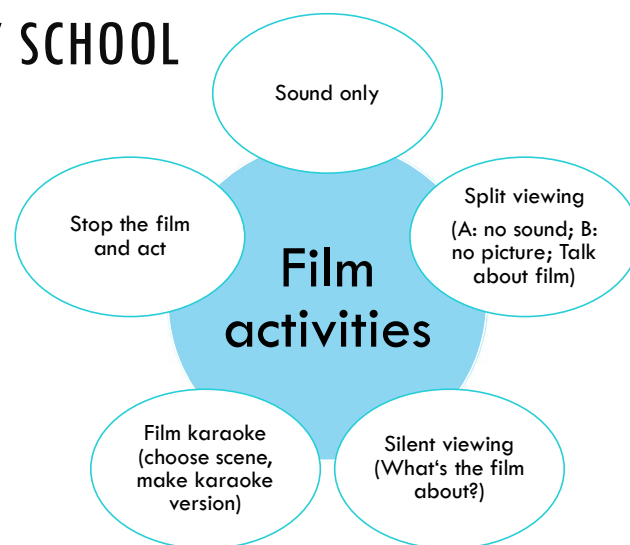 SCHOOL
Sound only
Split viewing
(A: no sound; B:
no picture; Talk
about film)
Stop the film
and act
Film
activities
Film karaoke
(choose scene,
make karaoke
version)
Silent viewing
(What‘s the film
about?)